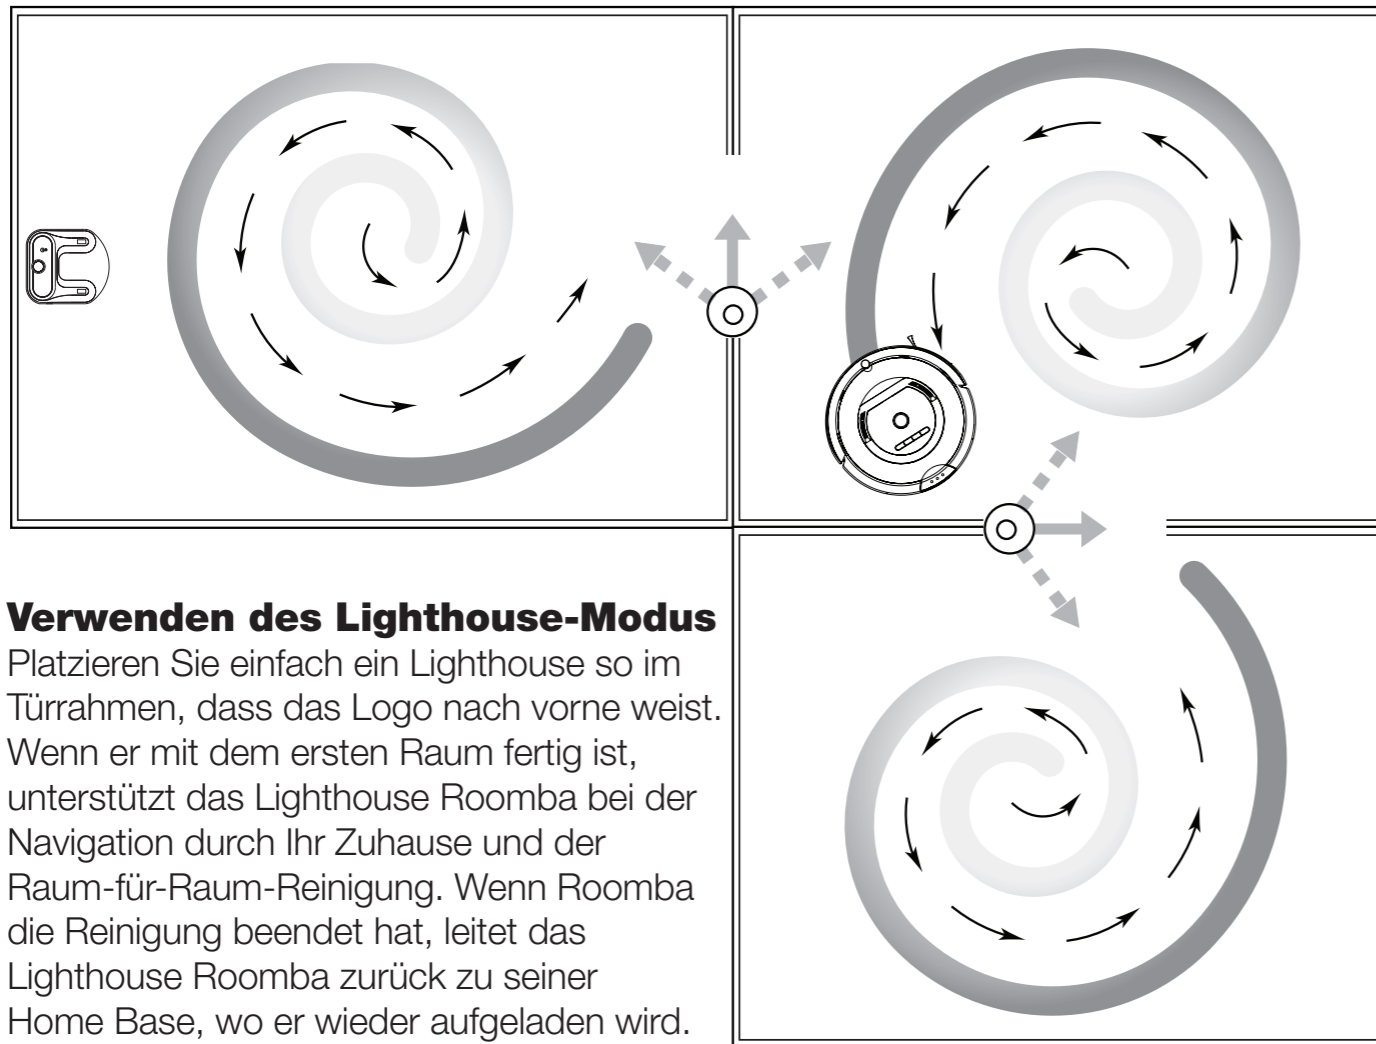 Verwenden des Lighthouse-Modus
Platzieren Sie einfach ein Lighthouse so im
Türrahmen, dass das Logo nach vorne weist.
Wenn er mit dem ersten Raum fertig ist,
unterstützt das Lighthouse Roomba bei der
Navigation durch Ihr Zuhause und der
Raum-für-Raum-Reinigung. Wenn Roomba
die Reinigung beendet hat, leitet das
Lighthouse Roomba zurück zu seiner
Home Base, wo er wieder aufgeladen wird.